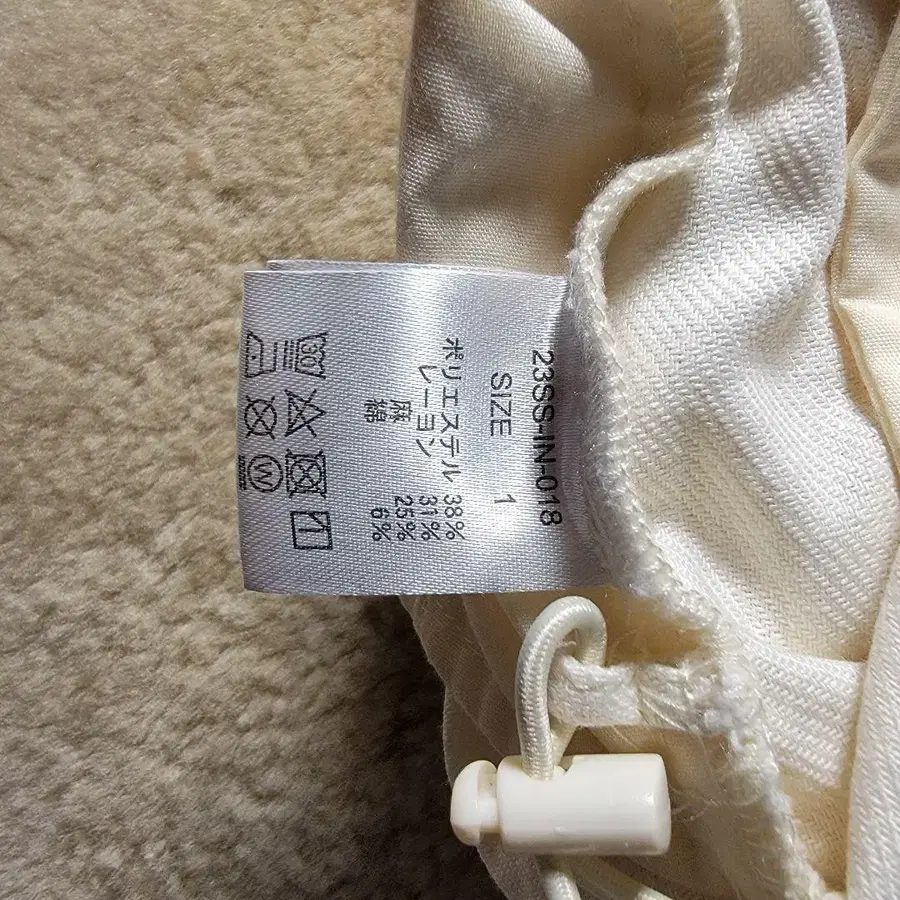 23SS-IN-018
SIZE 1
ポリエステル 38%
レーヨン 31%
麻 25%
綿 6%
30
W